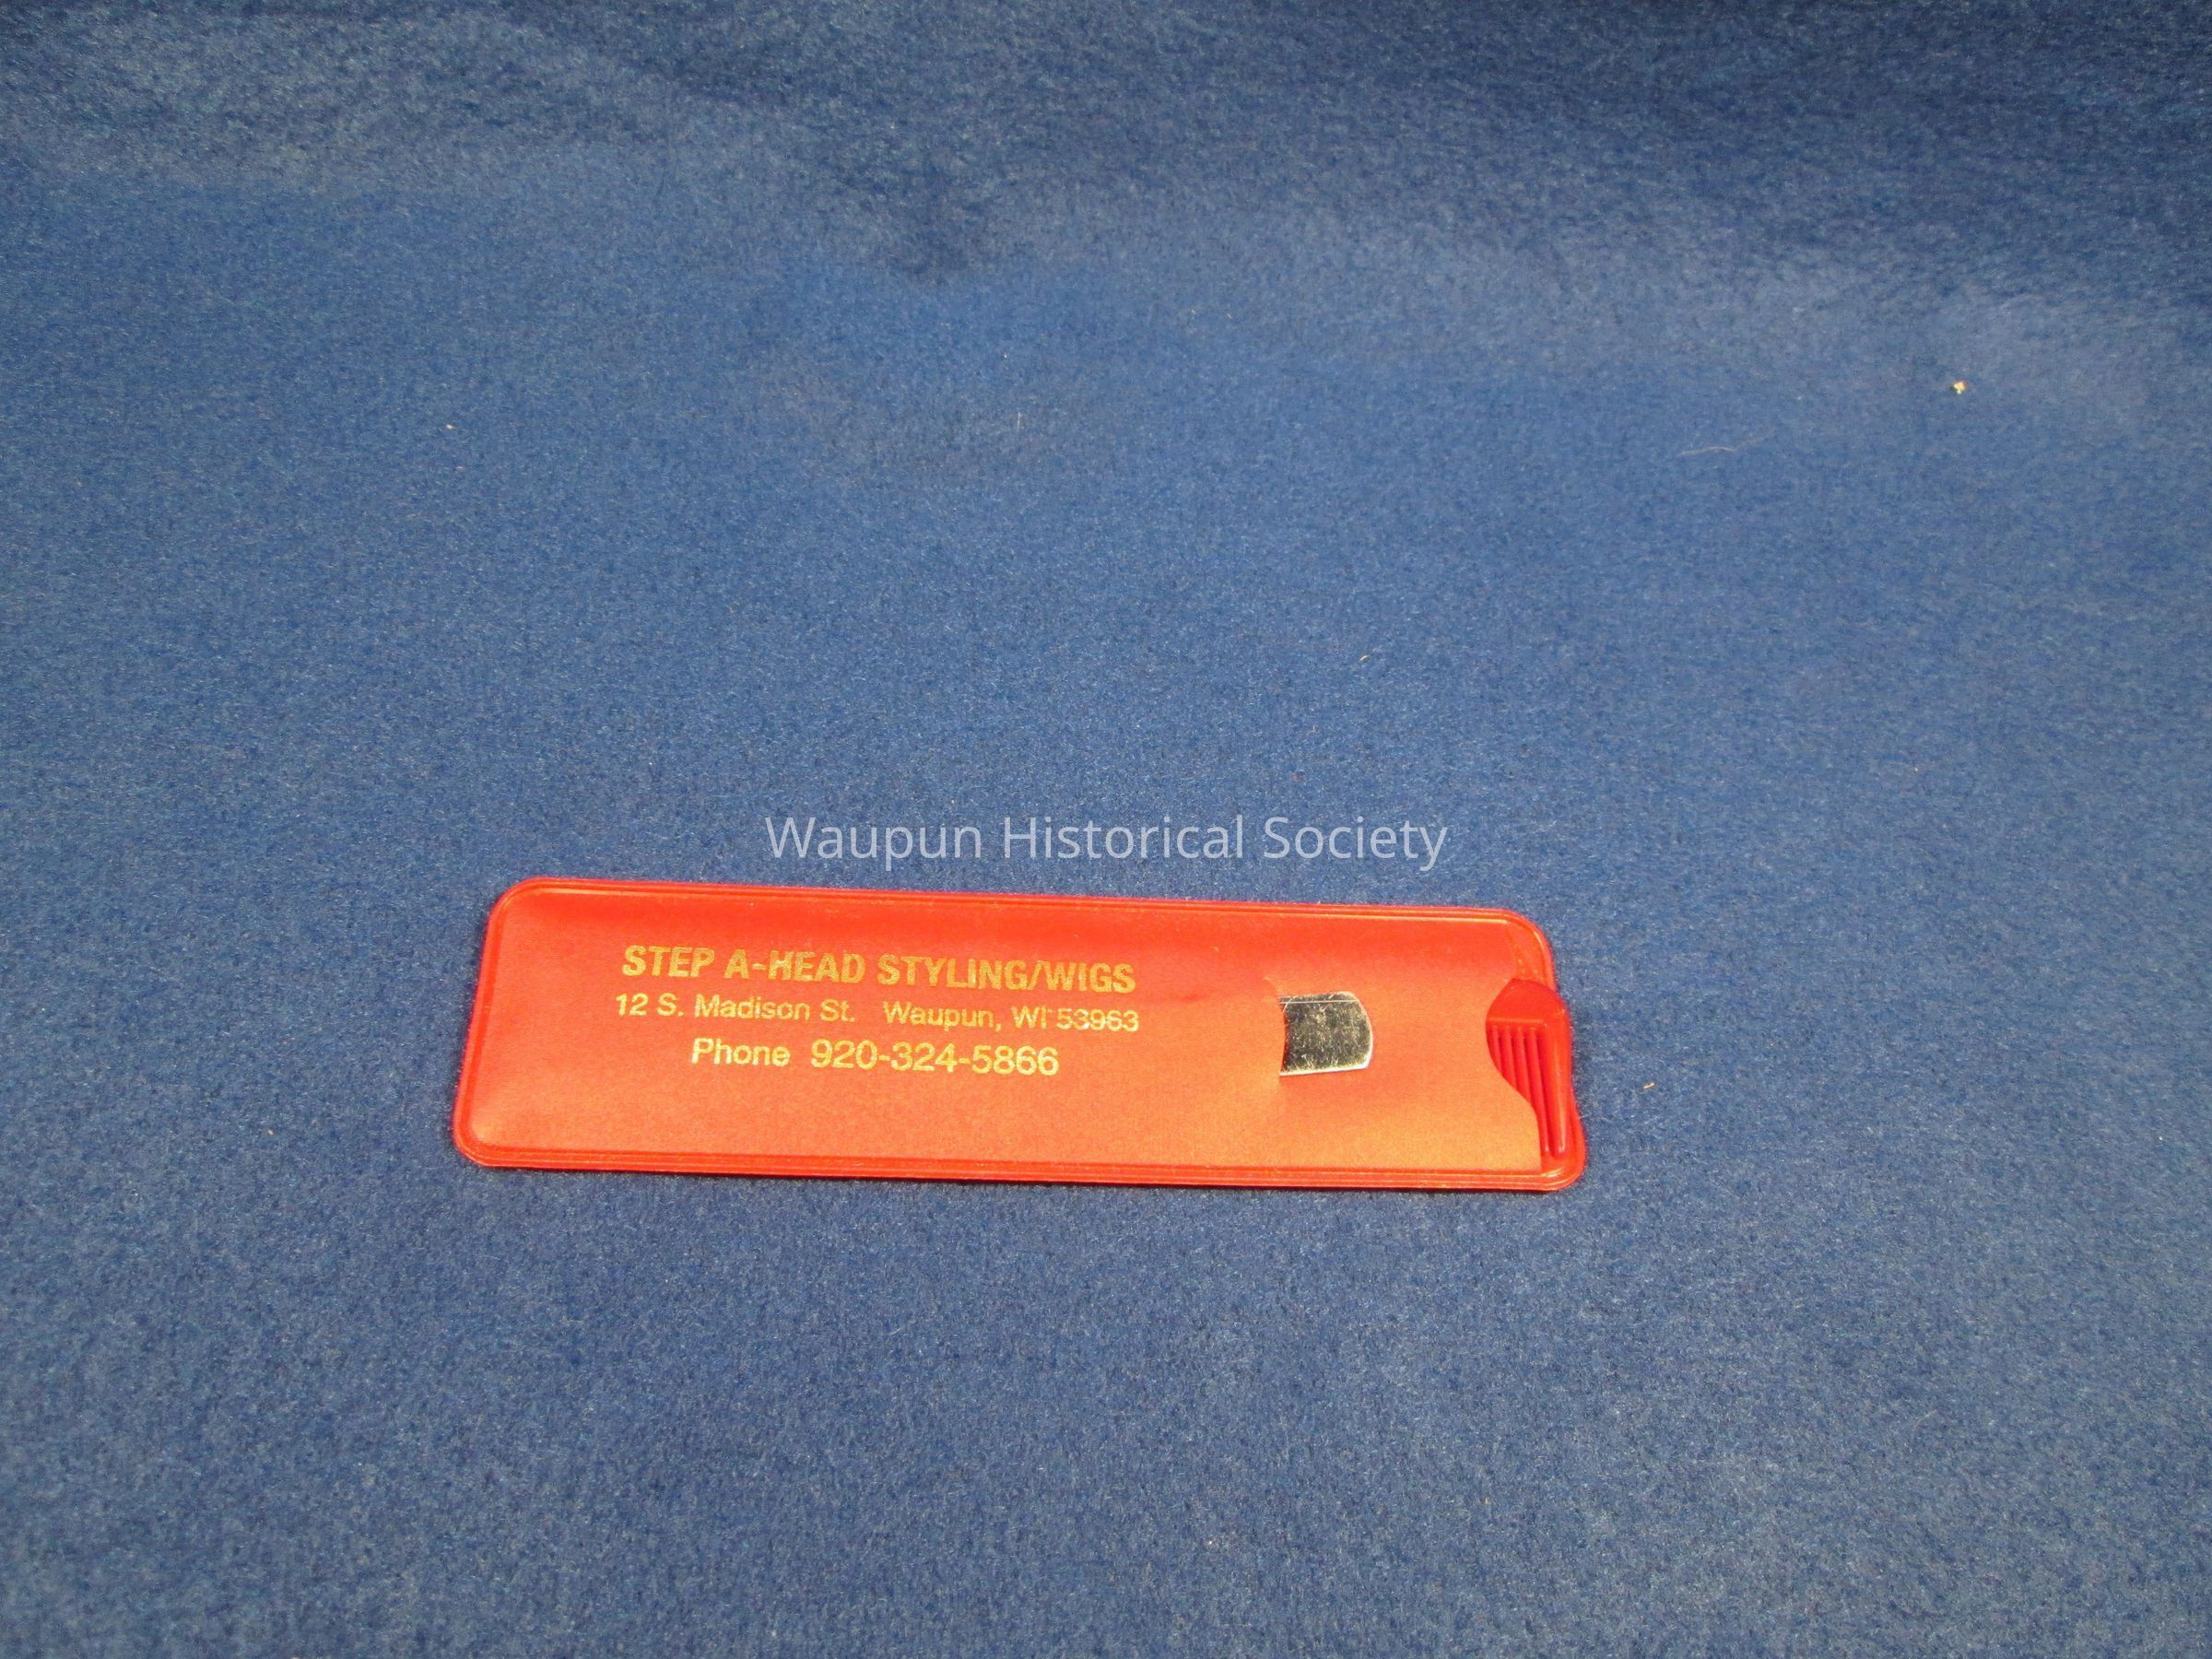 Waupun Historical Society
STEP A-HEAD STYLING/WIGS
12 S. Madison St. Waupun, WI 53963
Phone 920-324-5866